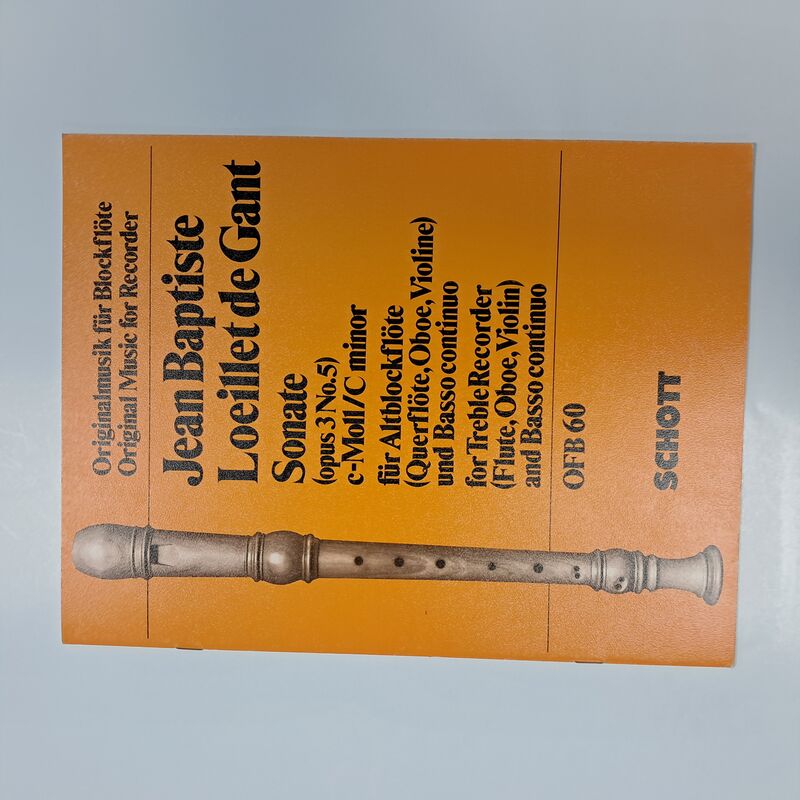 Originalmusik für Blockflöte
Original Music for Recorder
Jean Baptiste
Loeillet de Gant
Sonate
(opus 3 No. 5)
c-Moll/C minor
für Altblockflöte
(Querflöte, Oboe, Violine)
und Basso continuo
for Treble Recorder
(Flute, Oboe, Violin)
and Basso continuo
OFB 60
SCHOTT